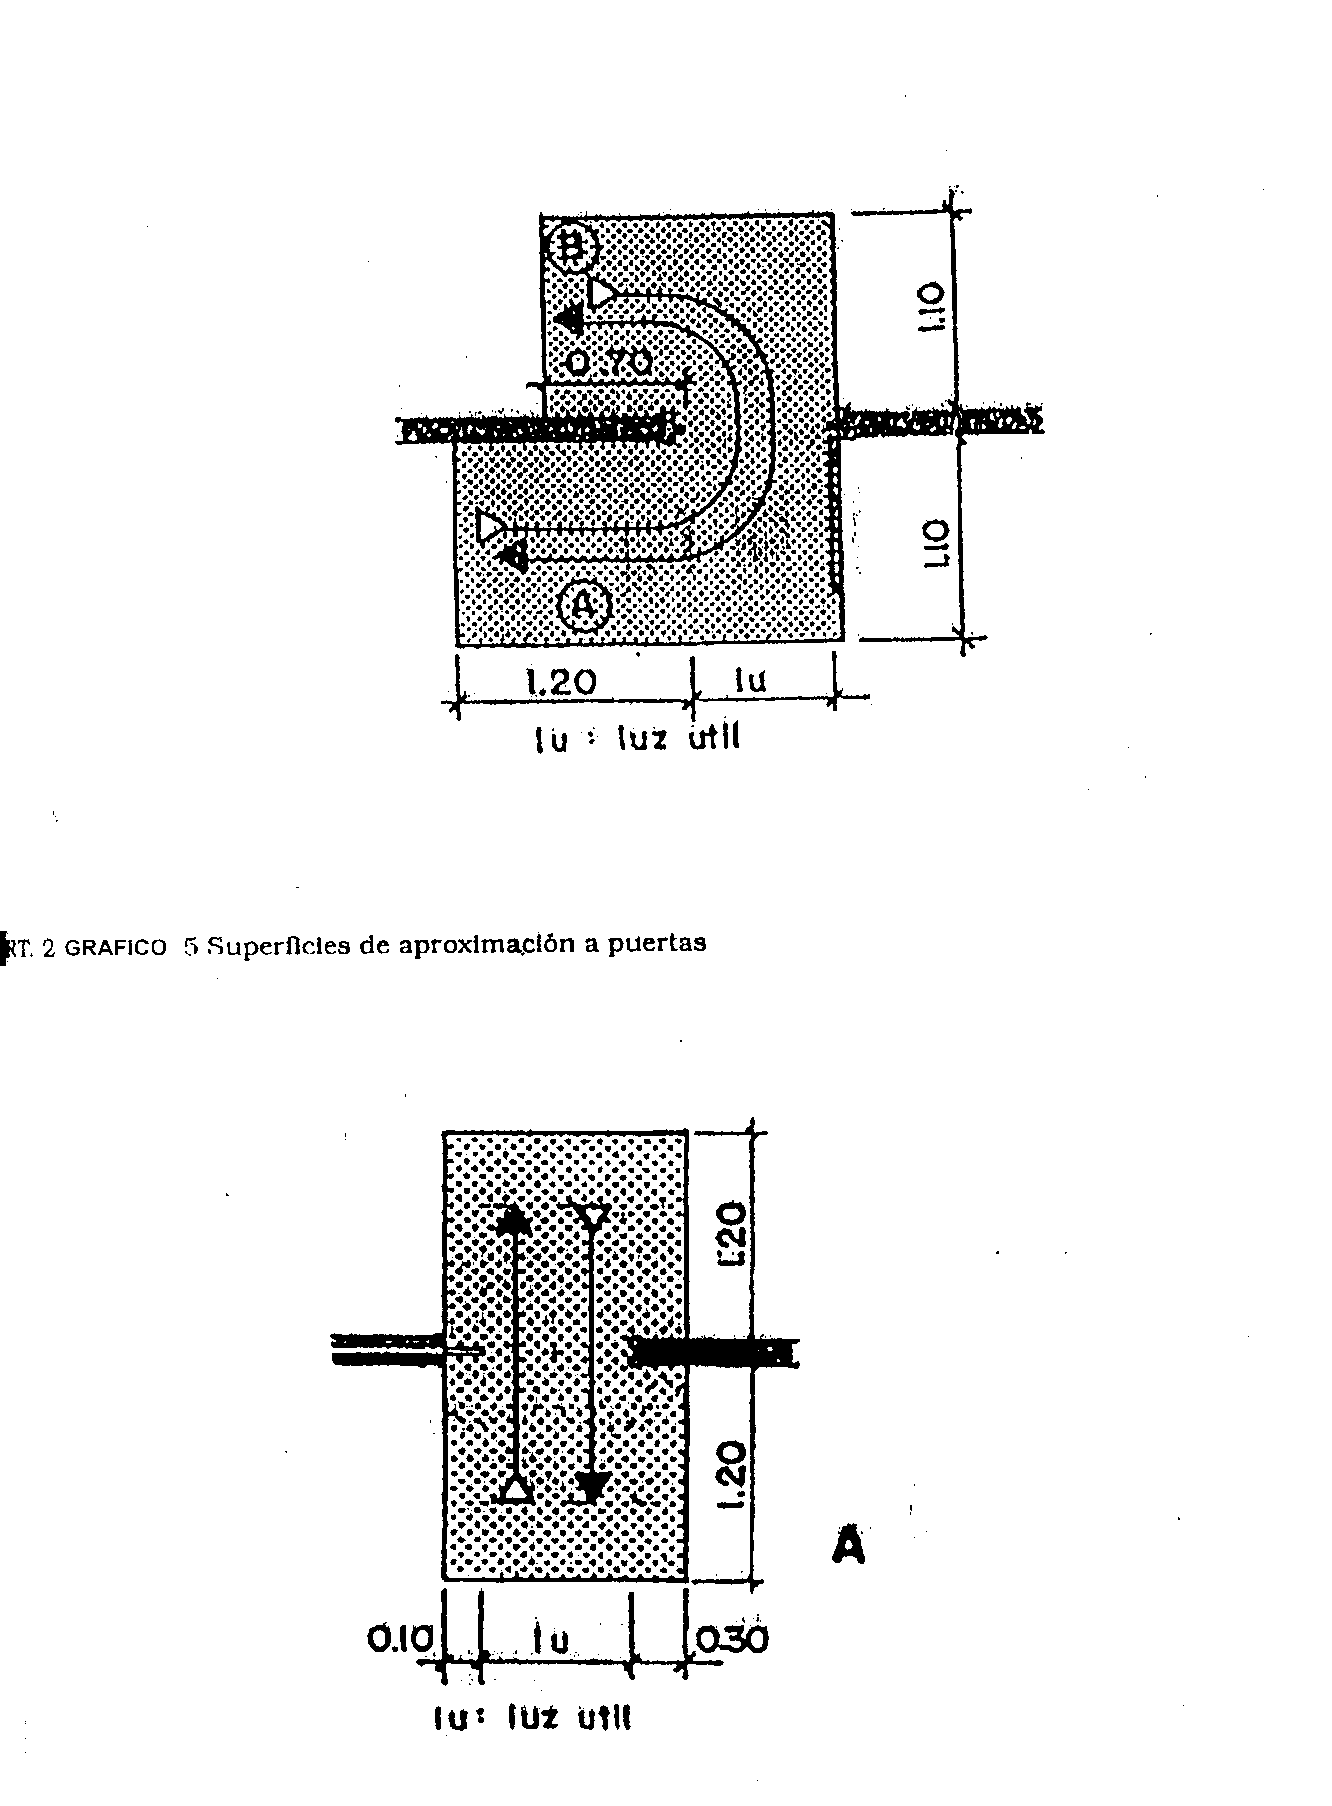 B
1.10
0.70
1.10
A
1.20 lu
lu : luz útil
RT. 2 GRAFICO 5 Superficies de aproximación a puertas
1.20
1.20
A
0.10 lu 0.30
lu: luz util